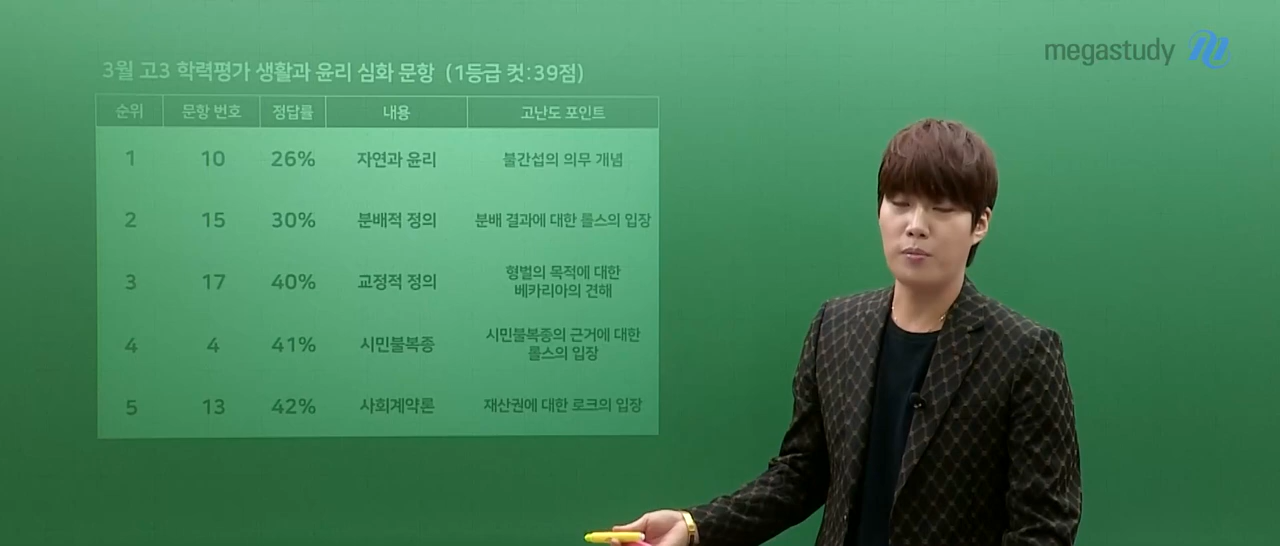 megastudy
3월 고3 학력평가 생활과 윤리 심화 문항 (1등급 컷:39점)
순위 문항 번호 정답률 내용 고난도 포인트
1 10 26% 자연과 윤리 불간섭의 의무 개념
2 15 30% 분배적 정의 분배 결과에 대한 롤스의 입장
3 17 40% 교정적 정의 형벌의 목적에 대한
베카리아의 견해
4 4 41% 시민불복종 시민불복종의 근거에 대한
롤스의 입장
5 13 42% 사회계약론 재산권에 대한 로크의 입장